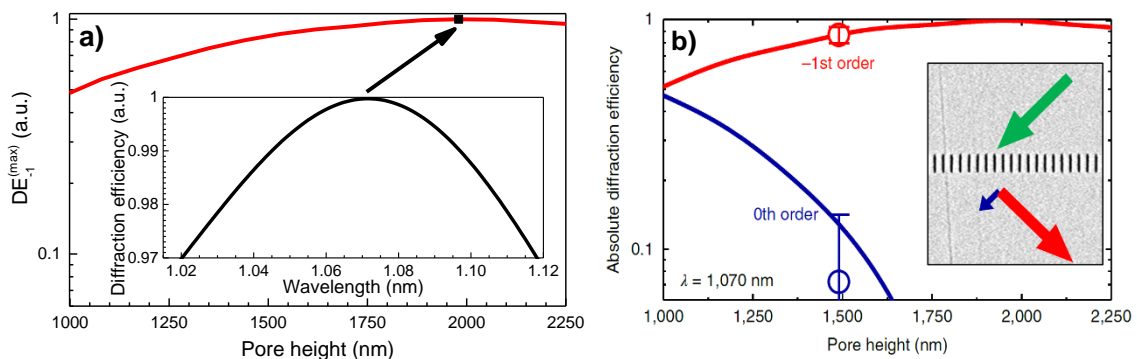 a)
1
0.1
DE₋₁⁽ᵐᵃˣ⁾ (a.u.)
1
0.99
0.98
0.97
Diffraction efficiency (a.u.)
1.02 1.04 1.06 1.08 1.10 1.12
Wavelength (nm)
1000 1250 1500 1750 2000 2250
Pore height (nm)
b)
1
0.4
0.1
Absolute diffraction efficiency
–1st order
0th order
λ = 1,070 nm
1,000 1,250 1,500 1,750 2,000 2,250
Pore height (nm)